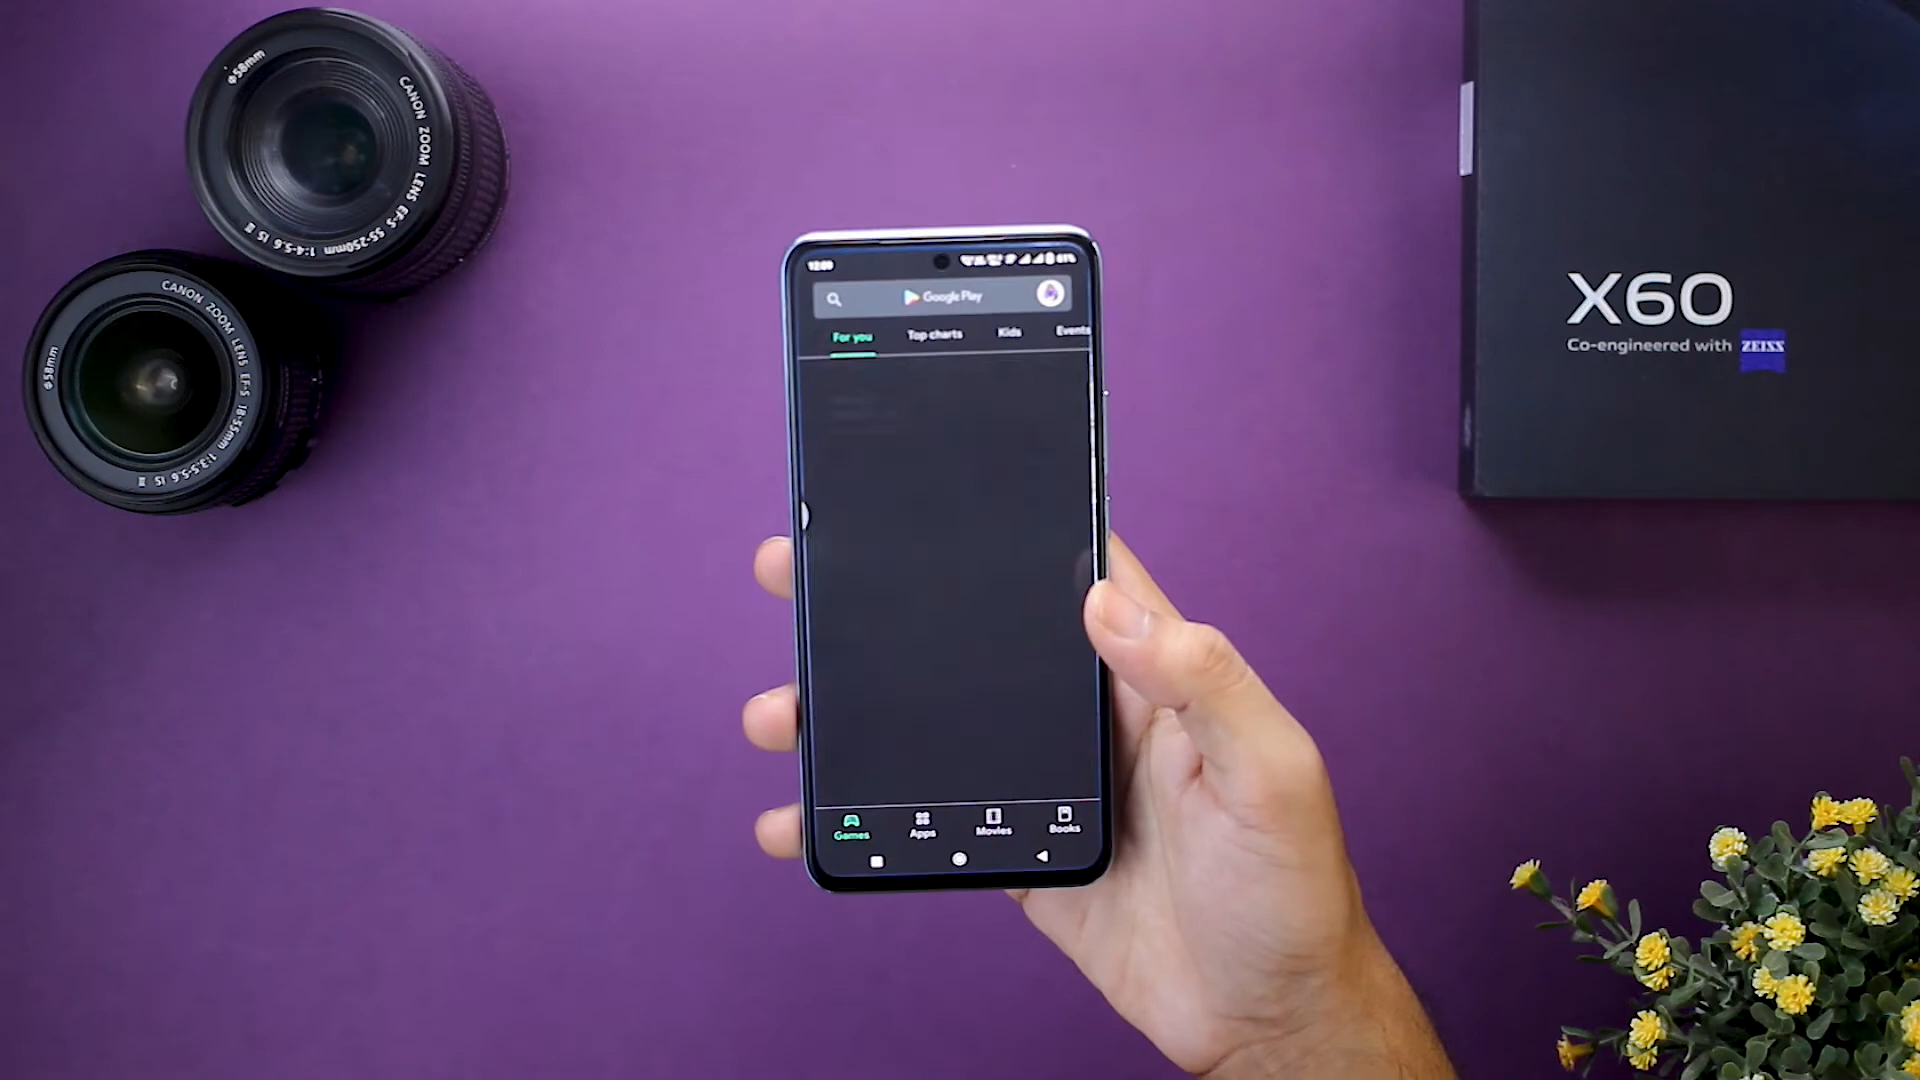 φ58mm
CANON ZOOM LENS EF-S 55-250mm 1:4-5.6 IS II
φ58mm
CANON ZOOM LENS EF-S 18-55mm 1:3.5-5.6 IS II
X60
Co-engineered with ZEISS
Google Play
For you Top charts Kids Events
Games Apps Movies Books